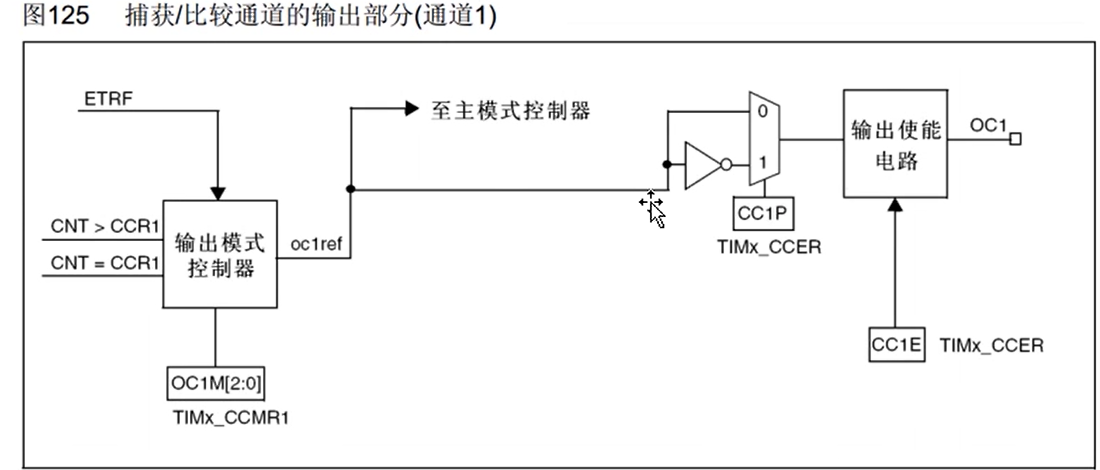 图125 捕获/比较通道的输出部分(通道1)
ETRF
至主模式控制器
0
1
输出使能
电路
OC1
CNT > CCR1
CNT = CCR1
输出模式
控制器
oc1ref
CC1P
TIMx_CCER
CC1E
TIMx_CCER
OC1M[2:0]
TIMx_CCMR1